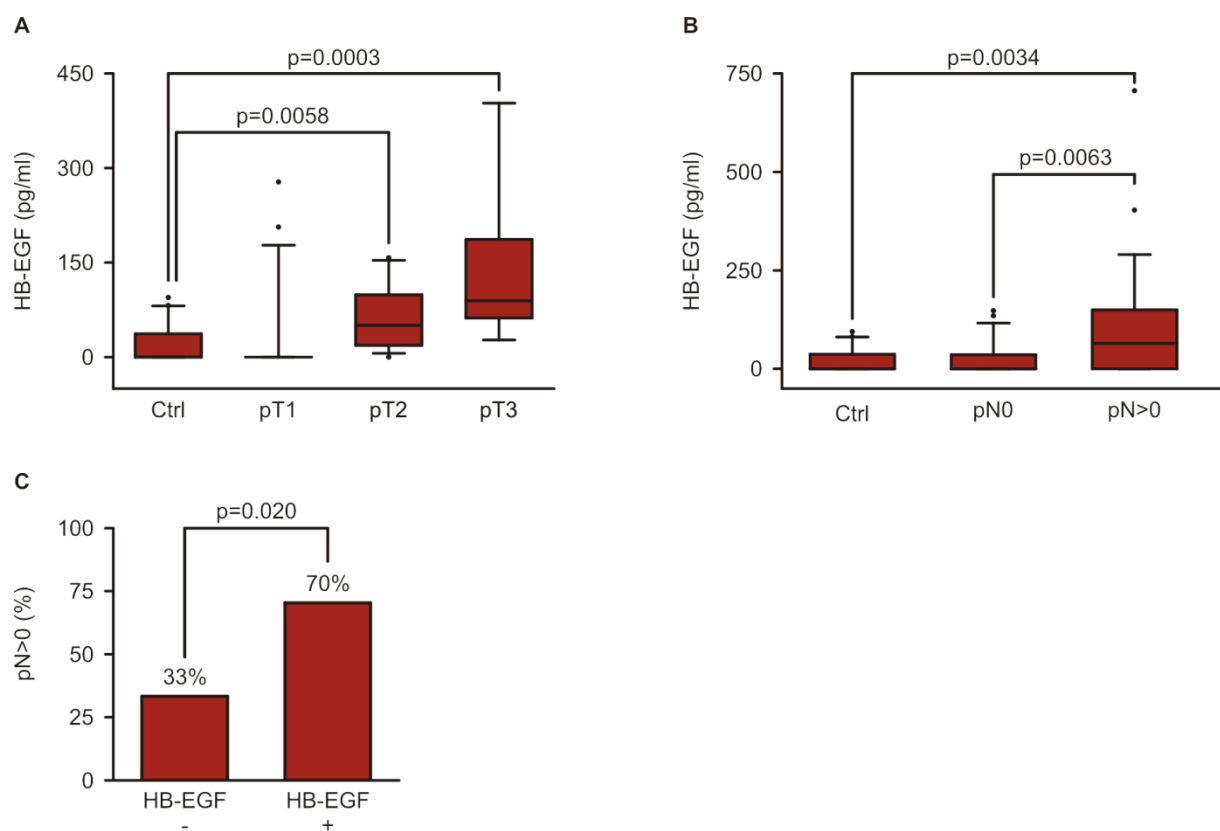 A
p=0.0003
p=0.0058
HB-EGF (pg/ml)
450
300
150
0
Ctrl
pT1
pT2
pT3
B
p=0.0034
p=0.0063
HB-EGF (pg/ml)
750
500
250
0
Ctrl
pN0
pN>0
C
p=0.020
pN>0 (%)
100
75
50
25
0
33%
70%
HB-EGF
-
HB-EGF
+